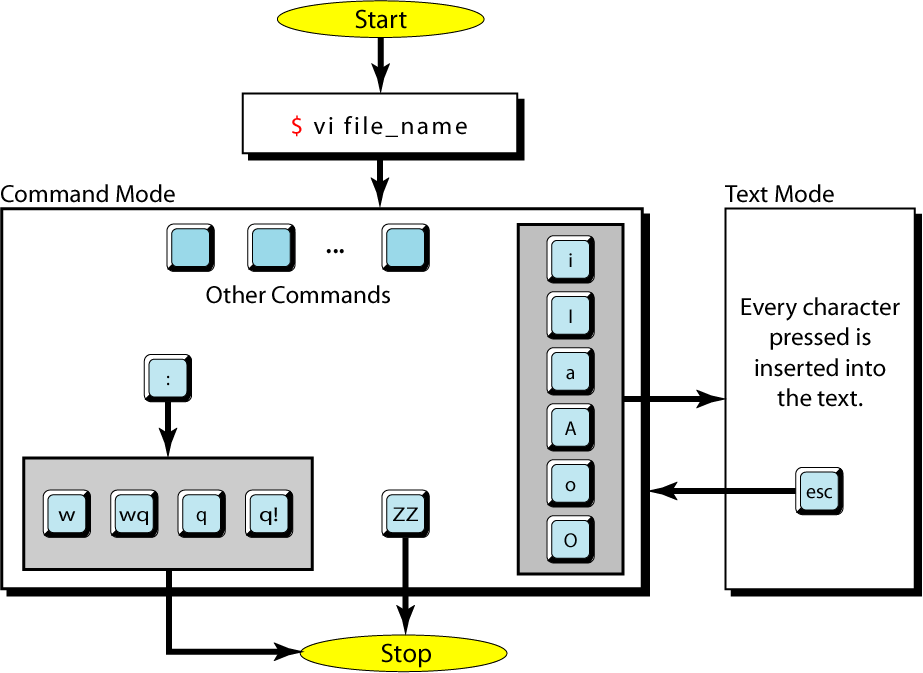 Start
$ vi file_name
Command Mode
Text Mode
...
Other Commands
i
I
a
A
o
O
Every character
pressed is
inserted into
the text.
:
w wq q q!
ZZ
esc
Stop